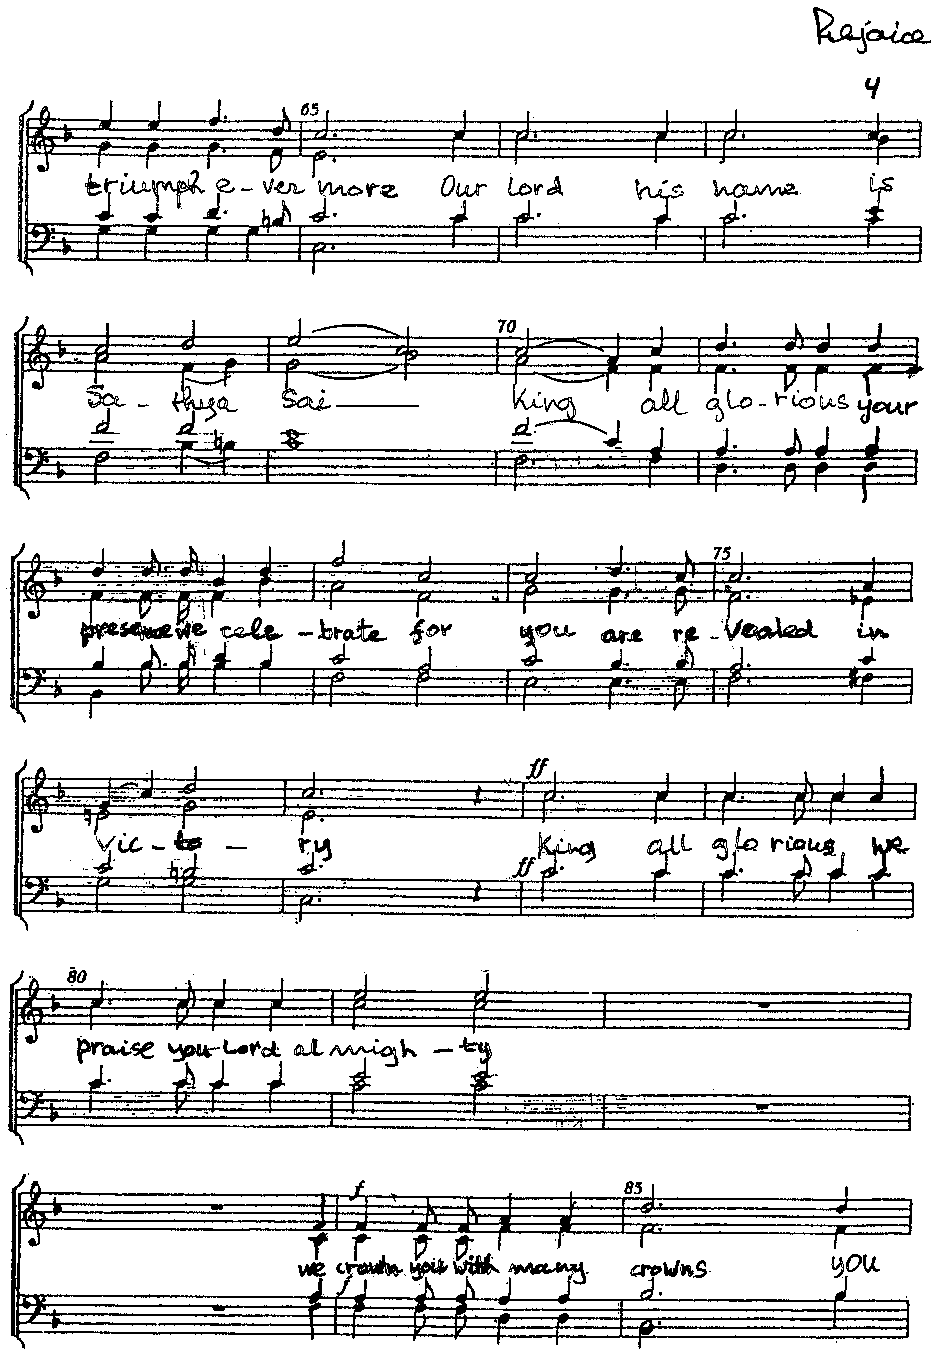 Rejoice
4
65
triumph e-ver more Our lord his name is
70
Sa - thya Sai King all glo-rious your
75
presence we cele -brate for you are re-vealed in
ff
Vic-to - ry King all glo rious we
ff
80
praise your Lord al migh -ty
f
85
we crown you with many crowns you
f